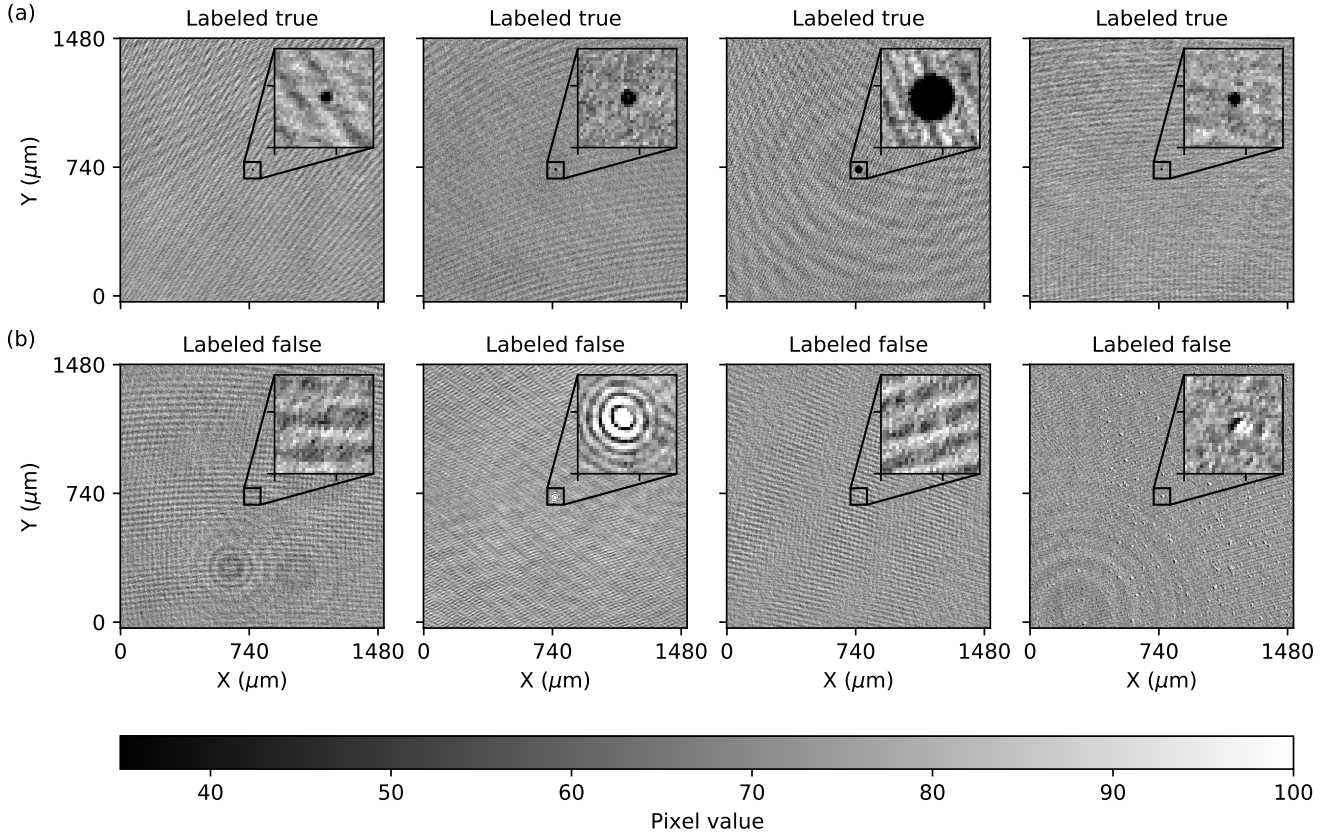 (a)
Labeled true Labeled true Labeled true Labeled true
1480
740
0
Y (μm)
(b)
Labeled false Labeled false Labeled false Labeled false
1480
740
0
Y (μm)
0 740 1480 0 740 1480 0 740 1480 0 740 1480
X (μm) X (μm) X (μm) X (μm)
40 50 60 70 80 90 100
Pixel value